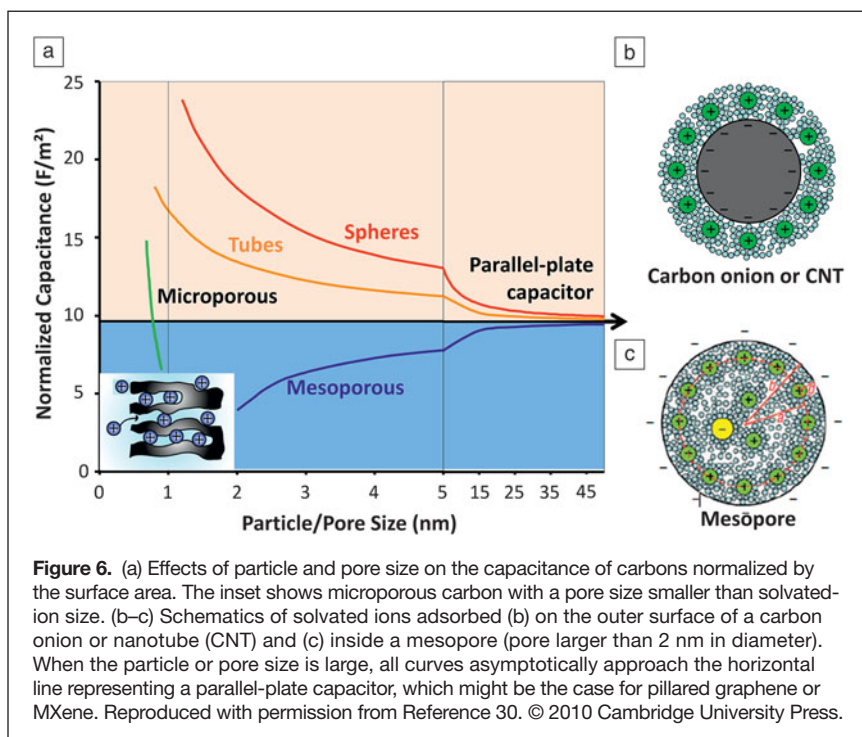 a
b
25
20
15
10
5
0
Normalized Capacitance (F/m²)
Spheres
Tubes
Parallel-plate
capacitor
Microporous
Mesoporous
0 1 2 3 4 5 15 25 35 45
Particle/Pore Size (nm)
Carbon onion or CNT
c
b
d
a
Mesopore
Figure 6. (a) Effects of particle and pore size on the capacitance of carbons normalized by
the surface area. The inset shows microporous carbon with a pore size smaller than solvated-
ion size. (b–c) Schematics of solvated ions adsorbed (b) on the outer surface of a carbon
onion or nanotube (CNT) and (c) inside a mesopore (pore larger than 2 nm in diameter).
When the particle or pore size is large, all curves asymptotically approach the horizontal
line representing a parallel-plate capacitor, which might be the case for pillared graphene or
MXene. Reproduced with permission from Reference 30. © 2010 Cambridge University Press.